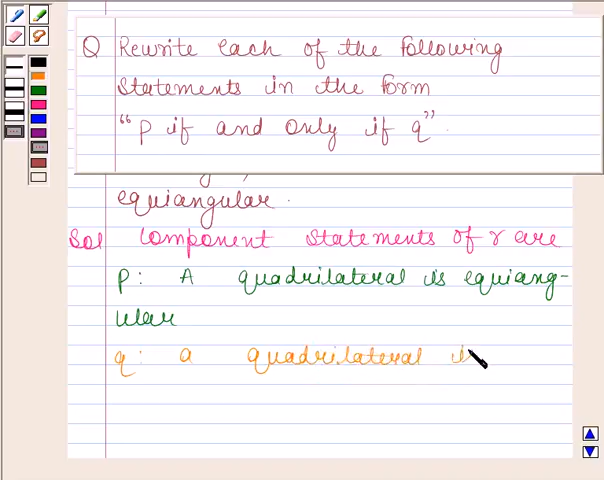 Q Rewrite each of the following
statements in the form
"p if and only if q".
equiangular.
Sol Component statements of r are
p: A quadrilateral is equiang-
ular
q: a quadrilateral is